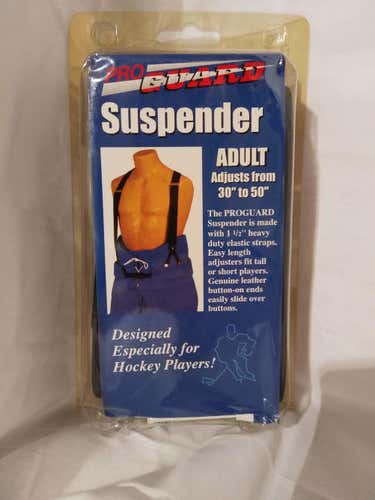 PRO GUARD
Suspender
ADULT
Adjusts from
30" to 50"
The PROGUARD
Suspender is made
with 1 1/2" heavy
duty elastic straps.
Easy length
adjusters fit tall
or short players.
Genuine leather
button-on ends
easily slide over
buttons.
Designed
Especially for
Hockey Players!